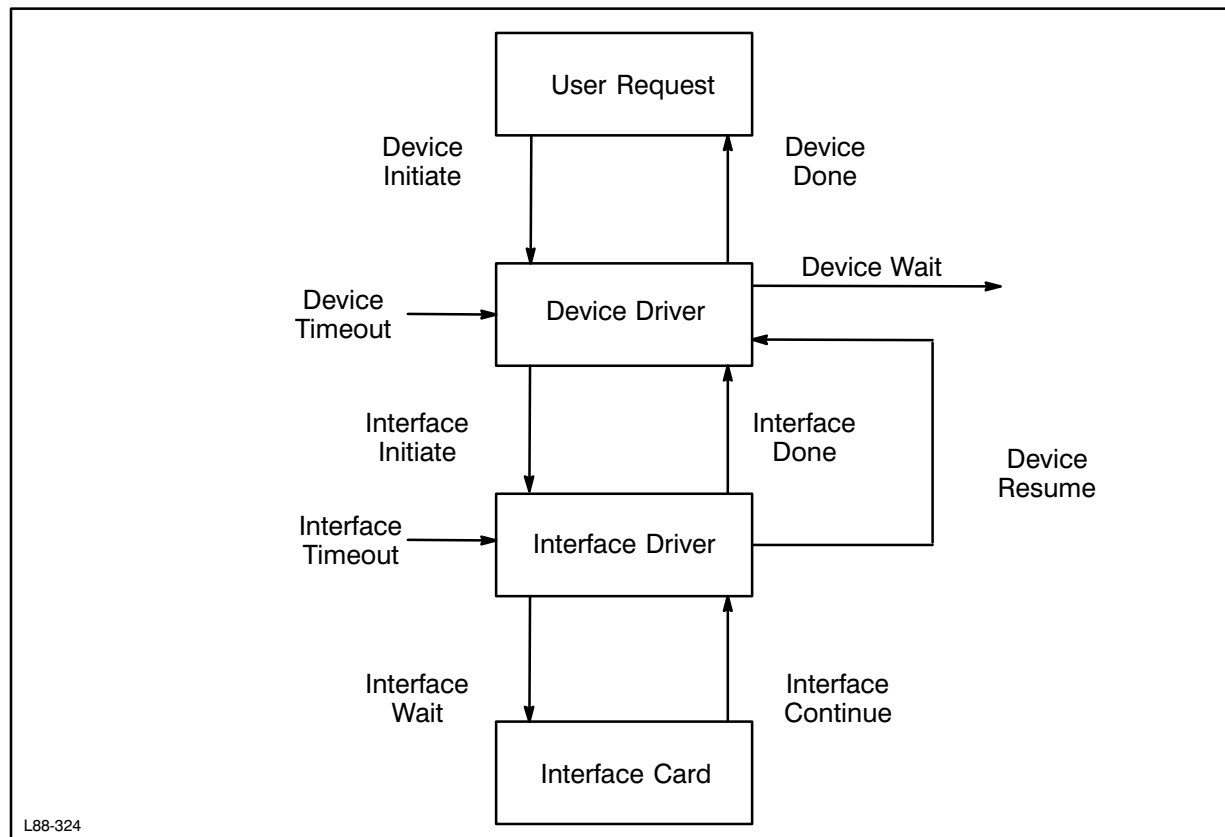 User Request
Device
Initiate
Device
Done
Device Wait
Device
Timeout
Device Driver
Interface
Initiate
Interface
Done
Device
Resume
Interface
Timeout
Interface Driver
Interface
Wait
Interface
Continue
Interface Card
L88-324